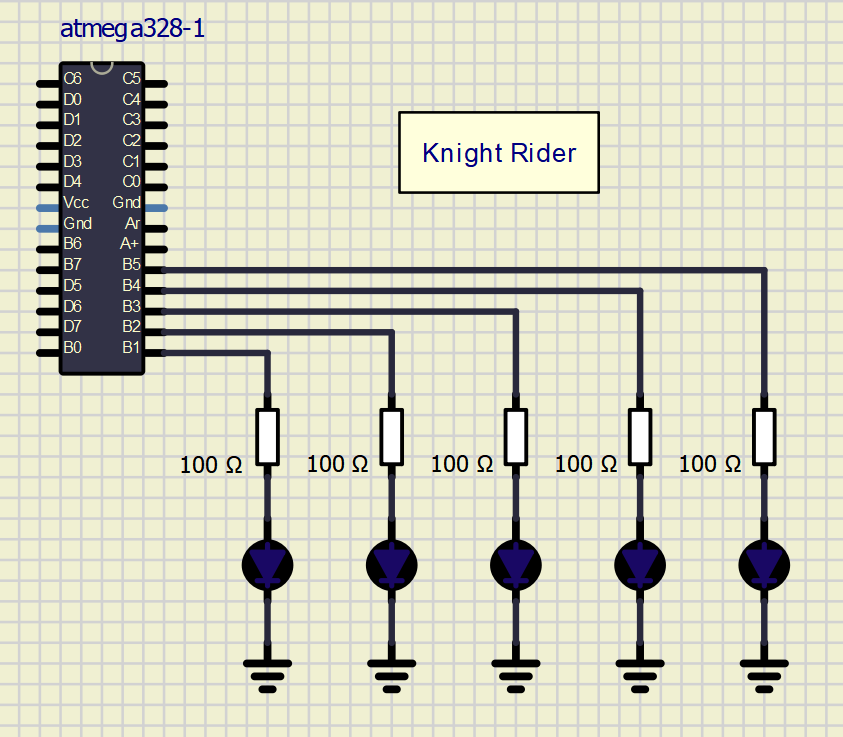 atmega328-1
C6 C5
D0 C4
D1 C3
D2 C2
D3 C1
D4 C0
Vcc Gnd
Gnd Ar
B6 A+
B7 B5
D5 B4
D6 B3
D7 B2
B0 B1
Knight Rider
100 Ω 100 Ω 100 Ω 100 Ω 100 Ω